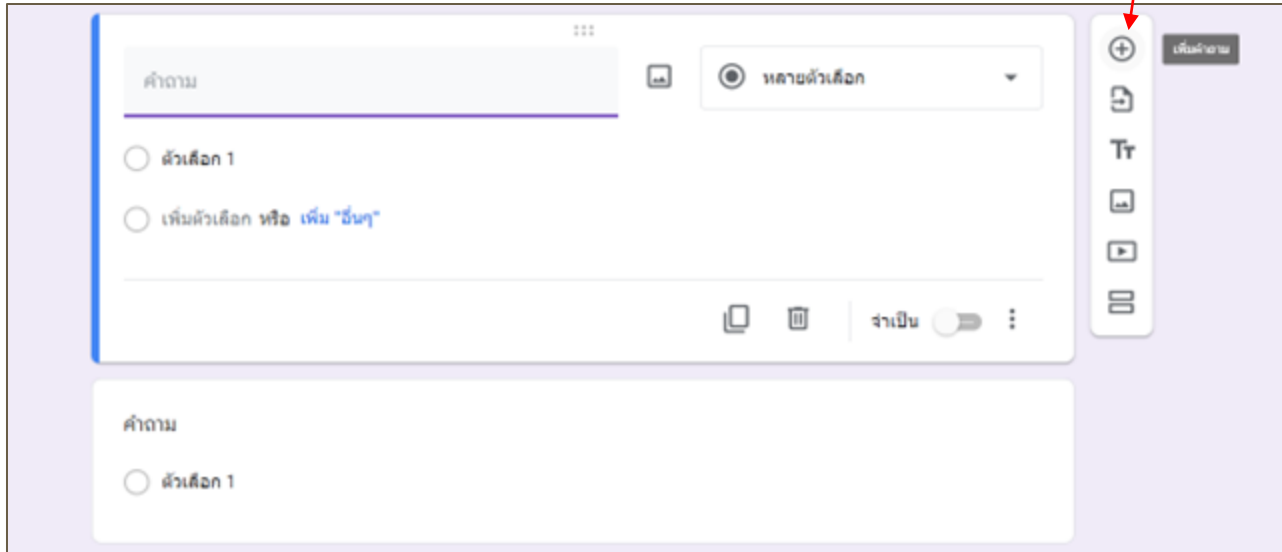 คำถาม
หลายตัวเลือก
เพิ่มคำถาม
ตัวเลือก 1
เพิ่มตัวเลือก หรือ เพิ่ม "อื่นๆ"
จำเป็น
คำถาม
ตัวเลือก 1